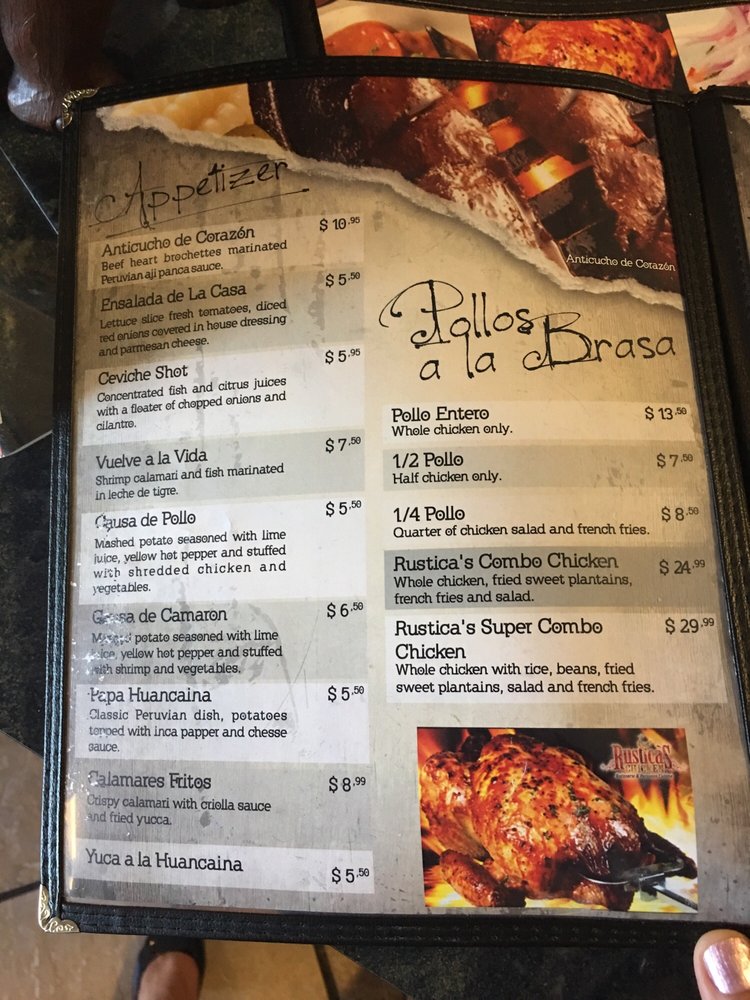 Anticucho de Corazón
Appetizer
Anticucho de Corazón $ 10.95
Beef heart brochettes marinated
Peruvian aji panca sauce.
Ensalada de La Casa $ 5.50
Lettuce slice fresh tomatoes, diced
red onions covered in house dressing
and parmesan cheese.
Ceviche Shot $ 5.95
Concentrated fish and citrus juices
with a floater of chopped onions and
cilantro.
Vuelve a la Vida $ 7.50
Shrimp calamari and fish marinated
in leche de tigre.
Causa de Pollo $ 5.50
Mashed potato seasoned with lime
juice, yellow hot pepper and stuffed
with shredded chicken and
vegetables.
Causa de Camaron $ 6.50
Mashed potato seasoned with lime
juice, yellow hot pepper and stuffed
with shrimp and vegetables.
Papa Huancaina $ 5.50
Classic Peruvian dish, potatoes
topped with inca papper and chesse
sauce.
Calamares Fritos $ 8.99
Crispy calamari with criolla sauce
and fried yucca.
Yuca a la Huancaina $ 5.50
Pollos
a la Brasa
Pollo Entero $ 13.50
Whole chicken only.
1/2 Pollo $ 7.50
Half chicken only.
1/4 Pollo $ 8.50
Quarter of chicken salad and french fries.
Rustica's Combo Chicken $ 24.99
Whole chicken, fried sweet plantains,
french fries and salad.
Rustica's Super Combo $ 29.99
Chicken
Whole chicken with rice, beans, fried
sweet plantains, salad and french fries.
Rusticas
Chicken